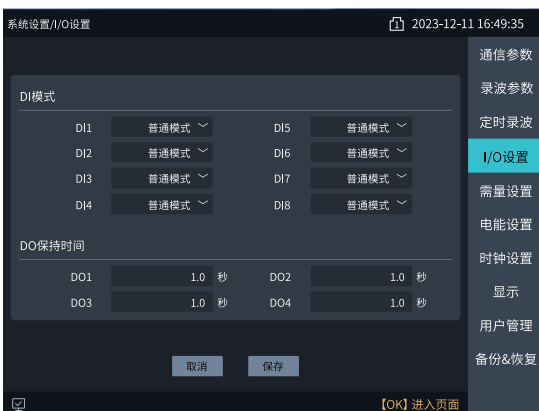 系统设置/I/O设置 1 2023-12-11 16:49:35
通信参数
录波参数
定时录波
I/O设置
需量设置
电能设置
时钟设置
显示
用户管理
备份&恢复
DI模式
DI1 普通模式 DI5 普通模式
DI2 普通模式 DI6 普通模式
DI3 普通模式 DI7 普通模式
DI4 普通模式 DI8 普通模式
DO保持时间
DO1 1.0 秒 DO2 1.0 秒
DO3 1.0 秒 DO4 1.0 秒
取消 保存
【OK】进入页面